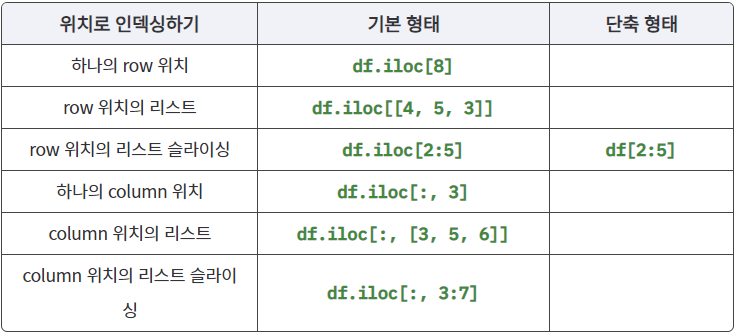 위치로 인덱싱하기 기본 형태 단축 형태
하나의 row 위치 df.iloc[8]
row 위치의 리스트 df.iloc[[4, 5, 3]]
row 위치의 리스트 슬라이싱 df.iloc[2:5] df[2:5]
하나의 column 위치 df.iloc[:, 3]
column 위치의 리스트 df.iloc[:, [3, 5, 6]]
column 위치의 리스트 슬라이
싱
df.iloc[:, 3:7]